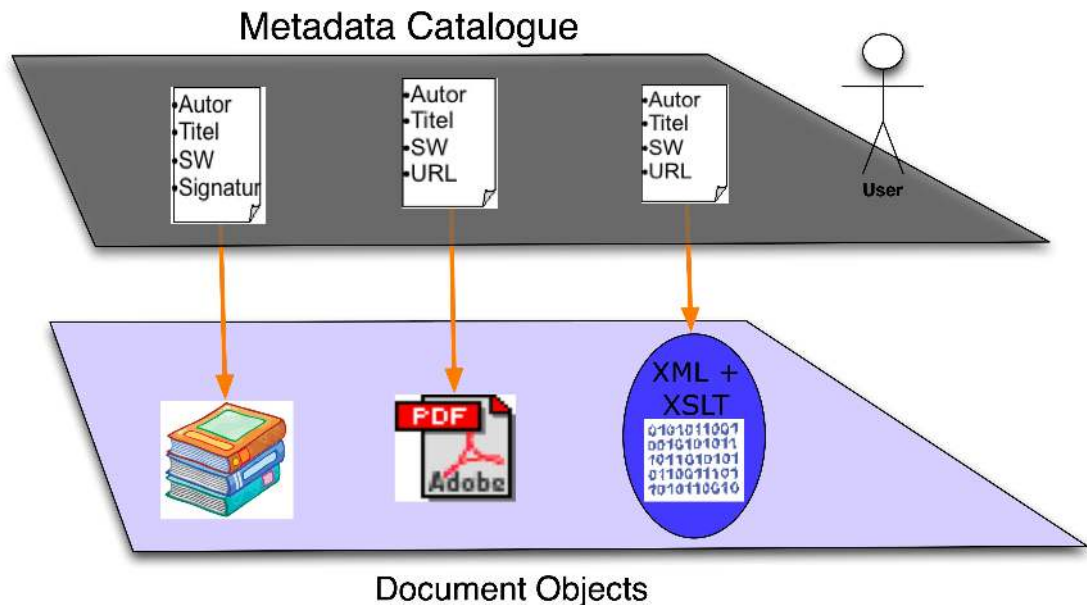 Metadata Catalogue
•Autor
•Titel
•SW
•Signatur
•Autor
•Titel
•SW
•URL
•Autor
•Titel
•SW
•URL
User
PDF
Adobe
XML +
XSLT
0101011001
0010101011
1011010101
0110011101
1010110010
Document Objects